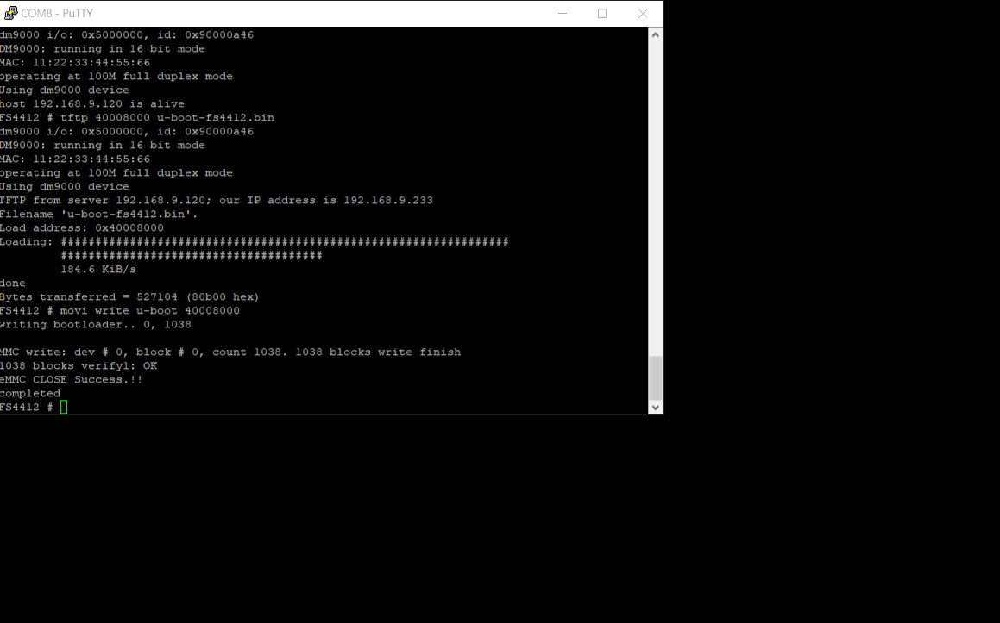 COM8 - PuTTY
dm9000 i/o: 0x5000000, id: 0x90000a46
DM9000: running in 16 bit mode
MAC: 11:22:33:44:55:66
operating at 100M full duplex mode
Using dm9000 device
host 192.168.9.120 is alive
FS4412 # tftp 40008000 u-boot-fs4412.bin
dm9000 i/o: 0x5000000, id: 0x90000a46
DM9000: running in 16 bit mode
MAC: 11:22:33:44:55:66
operating at 100M full duplex mode
Using dm9000 device
TFTP from server 192.168.9.120; our IP address is 192.168.9.233
Filename 'u-boot-fs4412.bin'.
Load address: 0x40008000
Loading: #################################################################
######################################
184.6 KiB/s
done
Bytes transferred = 527104 (80b00 hex)
FS4412 # movi write u-boot 40008000
writing bootloader.. 0, 1038
MMC write: dev # 0, block # 0, count 1038. 1038 blocks write finish
1038 blocks verify1: OK
eMMC CLOSE Success.!!
completed
FS4412 #